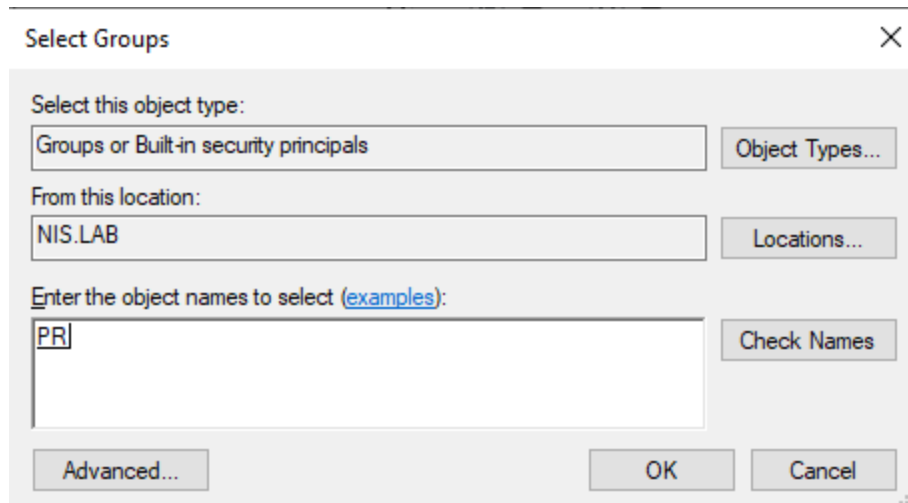 Select Groups
Select this object type:
Groups or Built-in security principals
Object Types...
From this location:
NIS.LAB
Locations...
Enter the object names to select (examples):
PR
Check Names
Advanced...
OK
Cancel